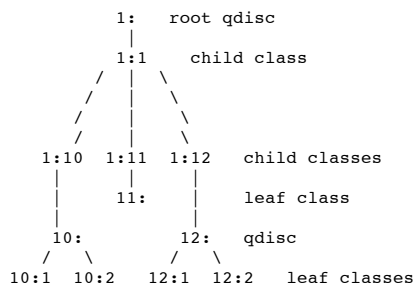 1: root qdisc
1:1 child class
1:10 1:11 1:12 child classes
11: leaf class
10: 12: qdisc
10:1 10:2 12:1 12:2 leaf classes